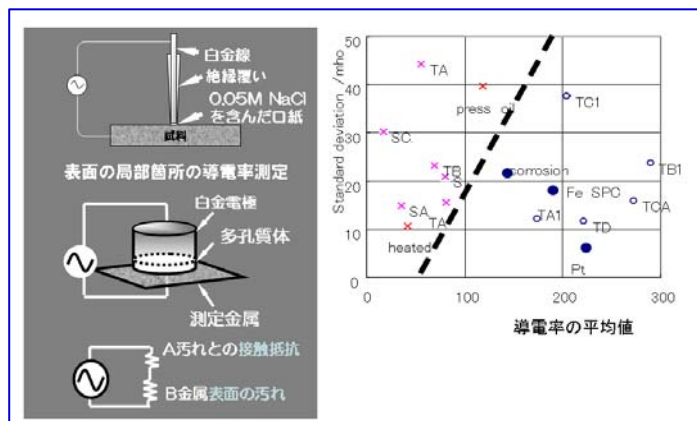 白金線
絶縁覆い
0.05M NaCl
を含んだロ紙
試料
表面の局部箇所の導電率測定
白金電極
多孔質体
測定金属
A汚れとの接触抵抗
B金属表面の汚れ
Standard deviation /mho
50
40
30
20
10
0
0
100
200
300
導電率の平均値
TA
press oil
TC1
SC
TB
S
corrosion
TB1
Fe SPC
SA
TA
TA1
TCA
TD
heated
Pt